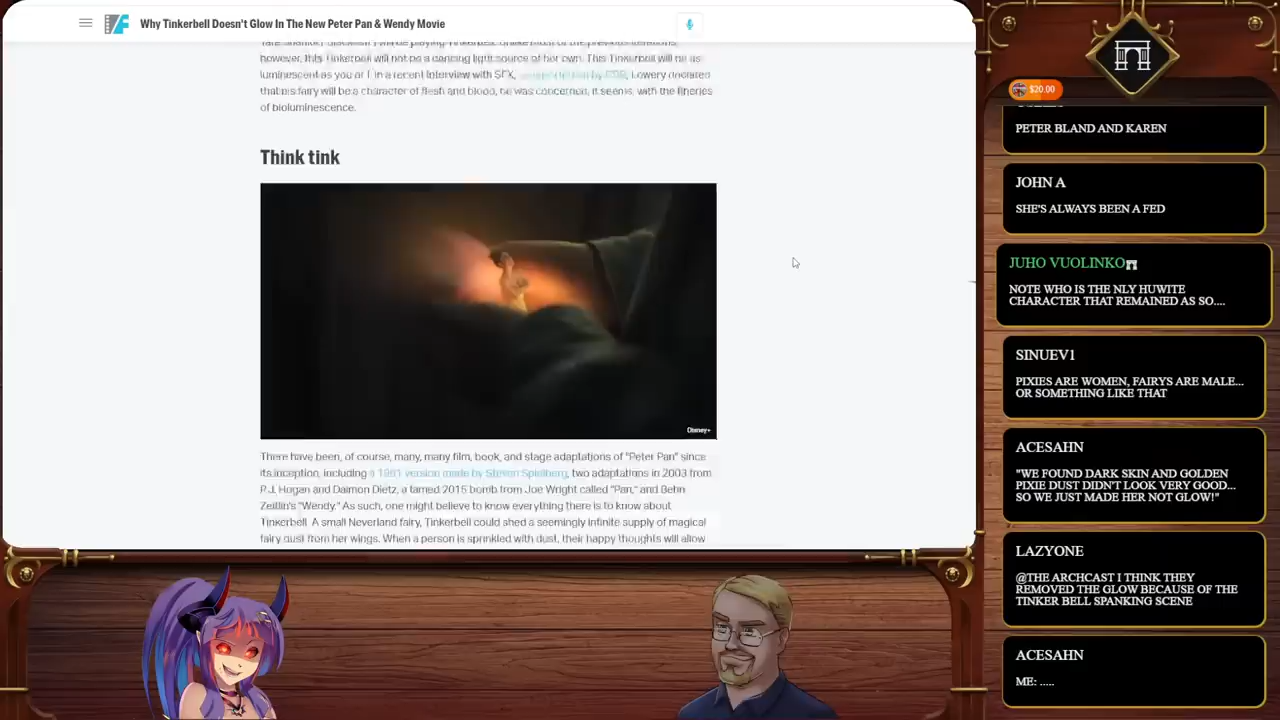 Why Tinkerbell Doesn't Glow In The New Peter Pan & Wendy Movie
however, this Tinkerbell will not be a dancing light source of her own. This Tinkerbell will be as
luminescent as you or I. In a recent interview with SFX, Lowery declared
that his fairy will be a character of flesh and blood, he was concerned, it seems, with the fineries
of bioluminescence.
Think tink
Disney+
There have been, of course, many, many film, book, and stage adaptations of "Peter Pan" since
its inception, including a 1991 version made by Steven Spielberg, two adaptations in 2003 from
P.J. Hogan and Damion Dietz, a famed 2015 bomb from Joe Wright called "Pan," and Behn
Zeitlin's "Wendy." As such, one might believe to know everything there is to know about
Tinkerbell. A small Neverland fairy, Tinkerbell could shed a seemingly infinite supply of magical
fairy dust from her wings. When a person is sprinkled with dust, their happy thoughts will allow
$20.00
PETER BLAND AND KAREN
JOHN A
SHE'S ALWAYS BEEN A FED
JUHO VUOLINKO
NOTE WHO IS THE NLY HUWITE
CHARACTER THAT REMAINED AS SO....
SINUEV1
PIXIES ARE WOMEN, FAIRYS ARE MALE...
OR SOMETHING LIKE THAT
ACESAHN
"WE FOUND DARK SKIN AND GOLDEN
PIXIE DUST DIDN'T LOOK VERY GOOD...
SO WE JUST MADE HER NOT GLOW!"
LAZYONE
@THE ARCHCAST I THINK THEY
REMOVED THE GLOW BECAUSE OF THE
TINKER BELL SPANKING SCENE
ACESAHN
ME: .....